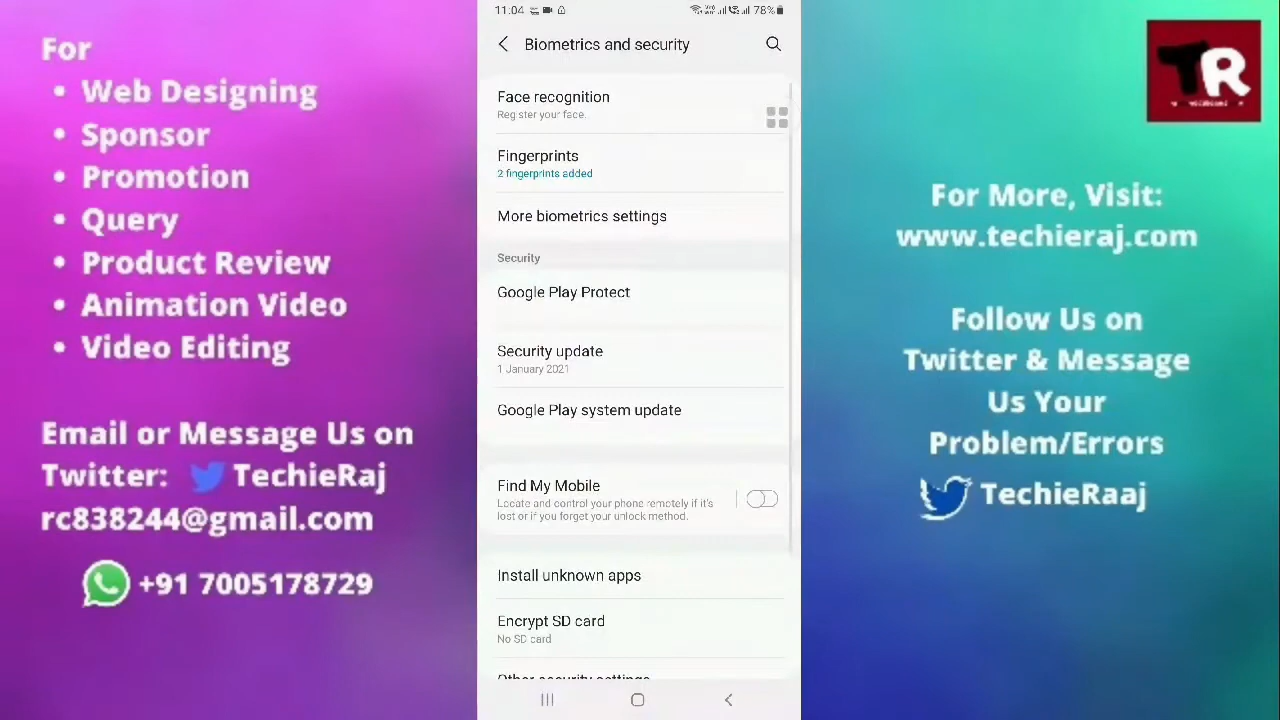 For
• Web Designing
• Sponsor
• Promotion
• Query
• Product Review
• Animation Video
• Video Editing
Email or Message Us on
Twitter: TechieRaj
rc838244@gmail.com
+91 7005178729
11:04
78%
Biometrics and security
Face recognition
Register your face.
Fingerprints
2 fingerprints added
More biometrics settings
Security
Google Play Protect
Security update
1 January 2021
Google Play system update
Find My Mobile
Locate and control your phone remotely if it's
lost or if you forget your unlock method.
Install unknown apps
Encrypt SD card
No SD card
Other security settings
TR
For More, Visit:
www.techieraj.com
Follow Us on
Twitter & Message
Us Your
Problem/Errors
TechieRaaj